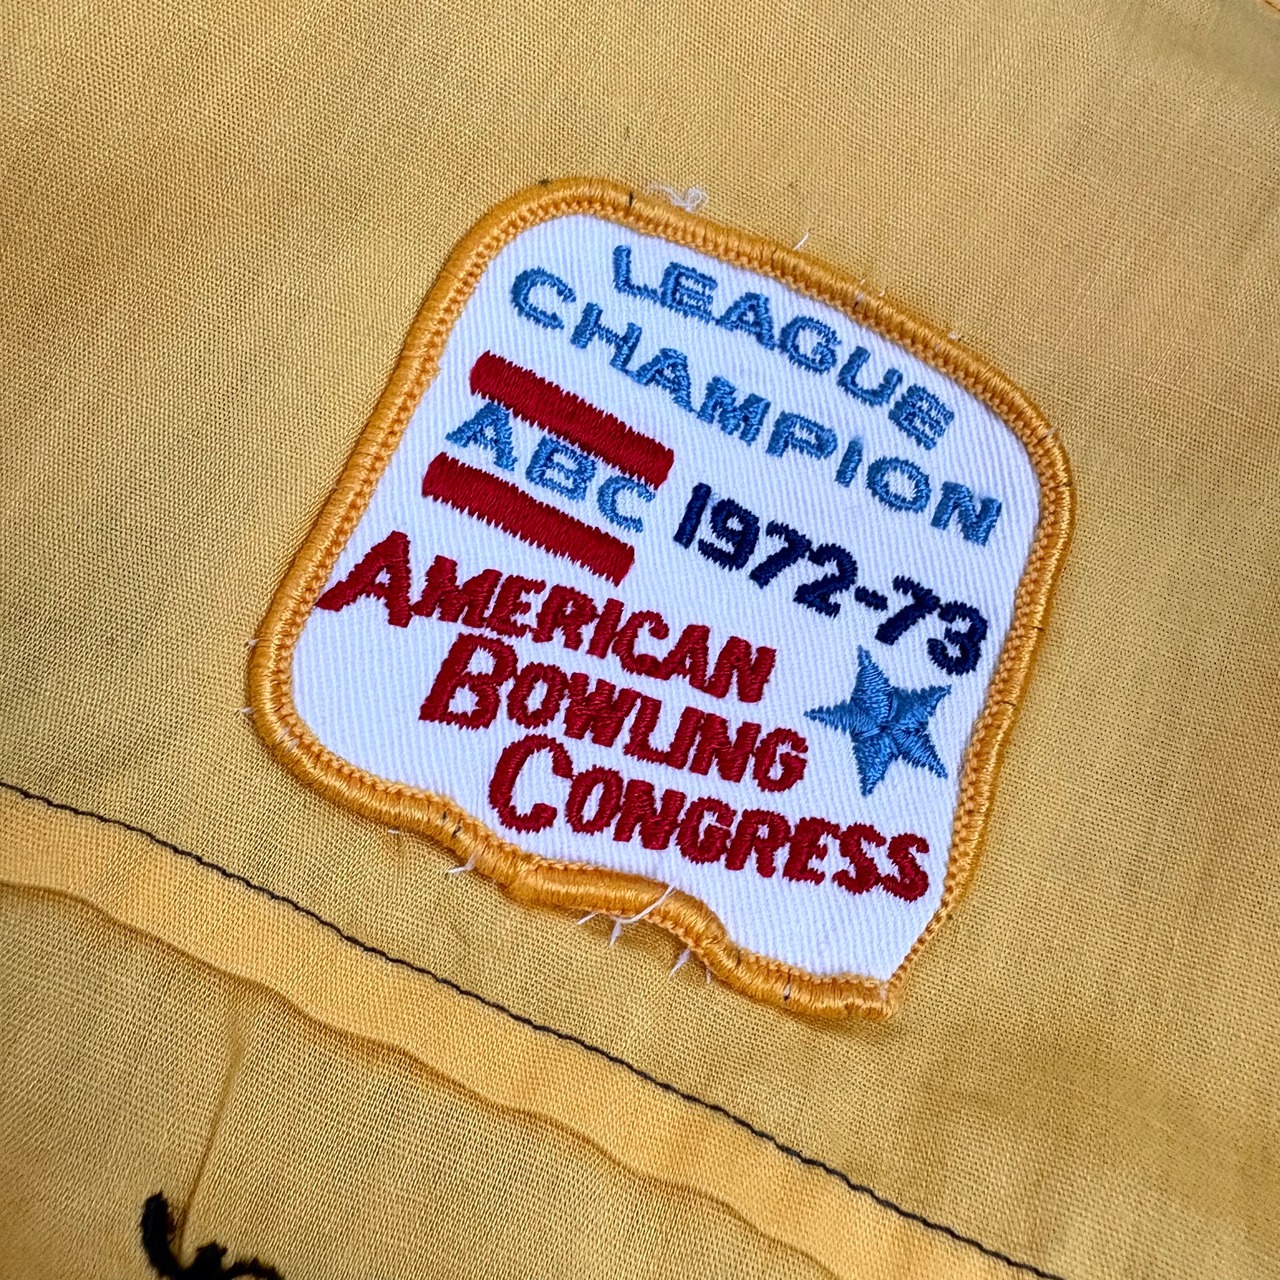 LEAGUE
CHAMPION
ABC 1972-73
AMERICAN
BOWLING
CONGRESS